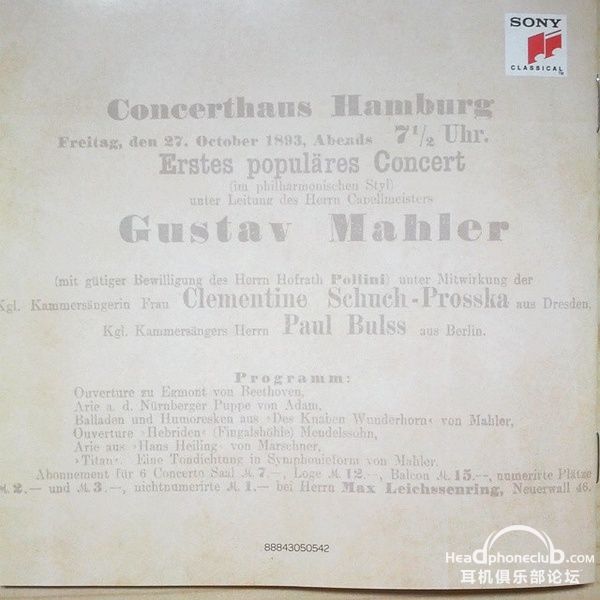 SONY
CLASSICAL
Concerthaus Hamburg
Freitag, den 27. October 1893, Abends 7 1/2 Uhr.
Erstes populäres Concert
(im philharmonischen Styl)
unter Leitung des Herrn Capellmeisters
Gustav Mahler
(mit gütiger Bewilligung des Herrn Hofrath Pollini) unter Mitwirkung der
Kgl. Kammersängerin Frau Clementine Schuch-Prosska aus Dresden,
Kgl. Kammersängers Herrn Paul Bulss aus Berlin.
Programm:
Ouverture zu Egmont von Beethoven,
Arie a. d. Nürnberger Puppe von Adam,
Balladen und Humoresken aus ›Des Knaben Wunderhorn‹ von Mahler,
Ouverture ›Hebriden‹ (Fingalshöhle) Mendelssohn,
Arie aus ›Hans Heiling‹ von Marschner,
›Titan‹. Eine Tondichtung in Symphonieform von Mahler.
Abonnement für 6 Concerte Saal M. 7.—, Loge M. 12.—, Balcon M. 15.—, numerirte Plätze
M. 2.— und M. 3.—, nichtnumerirte M. 1.— bei Herrn Max Leichssenring, Neuerwall 46.
88843050542
HeadphoneClub.COM
耳机俱乐部论坛